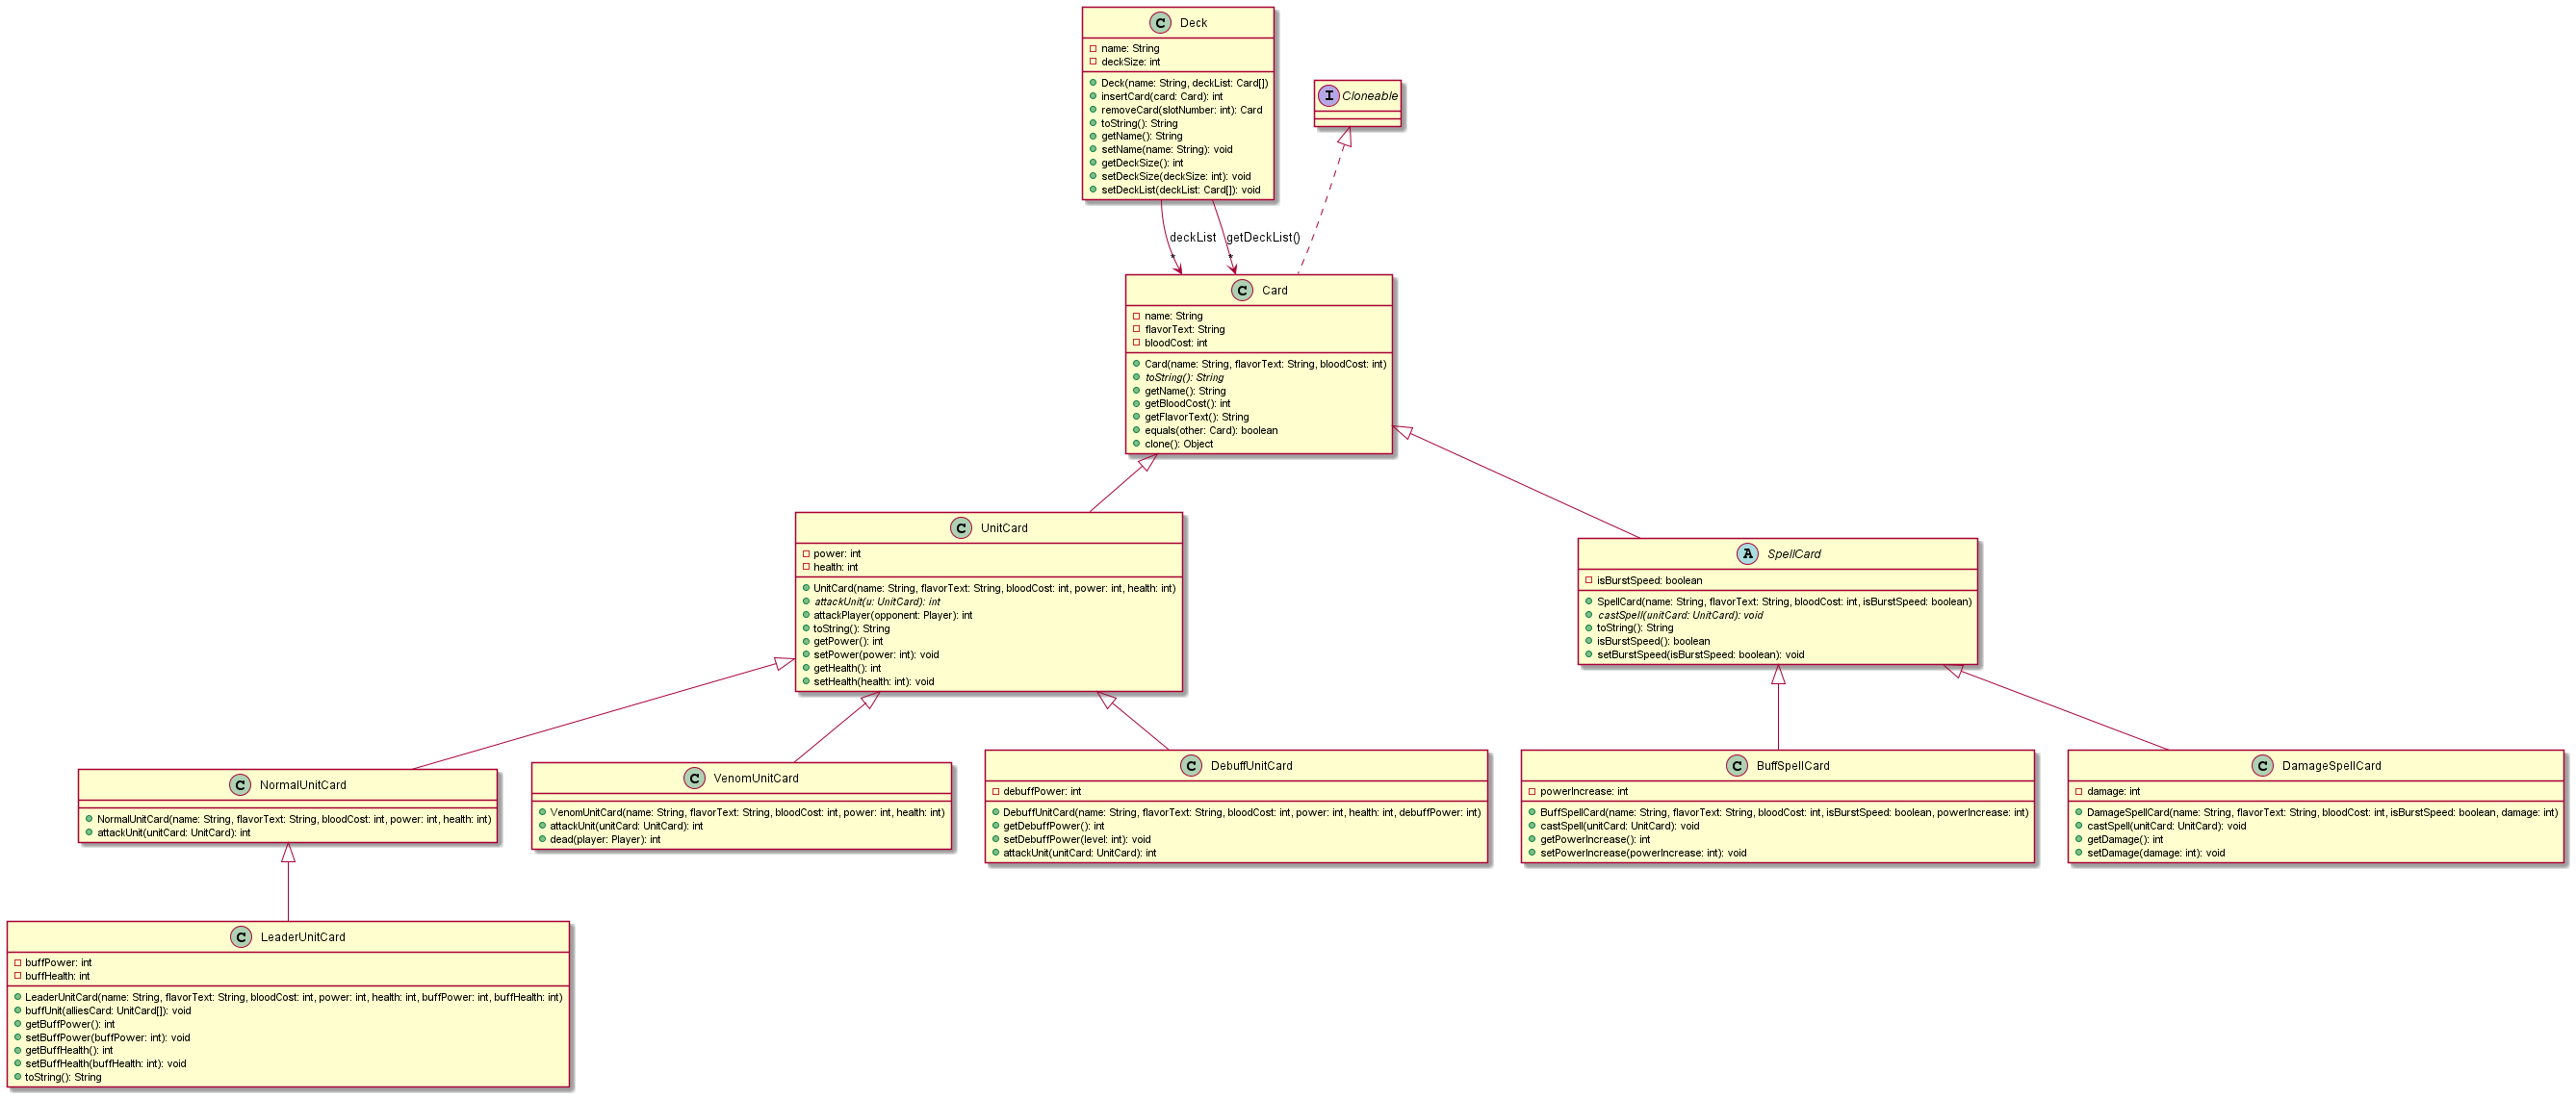 C Deck
name: String
deckSize: int
Deck(name: String, deckList: Card[])
insertCard(card: Card): int
removeCard(slotNumber: int): Card
toString(): String
getName(): String
setName(name: String): void
getDeckSize(): int
setDeckSize(deckSize: int): void
setDeckList(deckList: Card[]): void
I Cloneable
deckList
*
getDeckList()
*
C Card
name: String
flavorText: String
bloodCost: int
Card(name: String, flavorText: String, bloodCost: int)
toString(): String
getName(): String
getBloodCost(): int
getFlavorText(): String
equals(other: Card): boolean
clone(): Object
C UnitCard
power: int
health: int
UnitCard(name: String, flavorText: String, bloodCost: int, power: int, health: int)
attackUnit(u: UnitCard): int
attackPlayer(opponent: Player): int
toString(): String
getPower(): int
setPower(power: int): void
getHealth(): int
setHealth(health: int): void
A SpellCard
isBurstSpeed: boolean
SpellCard(name: String, flavorText: String, bloodCost: int, isBurstSpeed: boolean)
castSpell(unitCard: UnitCard): void
toString(): String
isBurstSpeed(): boolean
setBurstSpeed(isBurstSpeed: boolean): void
C NormalUnitCard
NormalUnitCard(name: String, flavorText: String, bloodCost: int, power: int, health: int)
attackUnit(unitCard: UnitCard): int
C VenomUnitCard
VenomUnitCard(name: String, flavorText: String, bloodCost: int, power: int, health: int)
attackUnit(unitCard: UnitCard): int
dead(player: Player): int
C DebuffUnitCard
debuffPower: int
DebuffUnitCard(name: String, flavorText: String, bloodCost: int, power: int, health: int, debuffPower: int)
getDebuffPower(): int
setDebuffPower(level: int): void
attackUnit(unitCard: UnitCard): int
C BuffSpellCard
powerIncrease: int
BuffSpellCard(name: String, flavorText: String, bloodCost: int, isBurstSpeed: boolean, powerIncrease: int)
castSpell(unitCard: UnitCard): void
getPowerIncrease(): int
setPowerIncrease(powerIncrease: int): void
C DamageSpellCard
damage: int
DamageSpellCard(name: String, flavorText: String, bloodCost: int, isBurstSpeed: boolean, damage: int)
castSpell(unitCard: UnitCard): void
getDamage(): int
setDamage(damage: int): void
C LeaderUnitCard
buffPower: int
buffHealth: int
LeaderUnitCard(name: String, flavorText: String, bloodCost: int, power: int, health: int, buffPower: int, buffHealth: int)
buffUnit(alliesCard: UnitCard[]): void
getBuffPower(): int
setBuffPower(buffPower: int): void
getBuffHealth(): int
setBuffHealth(buffHealth: int): void
toString(): String